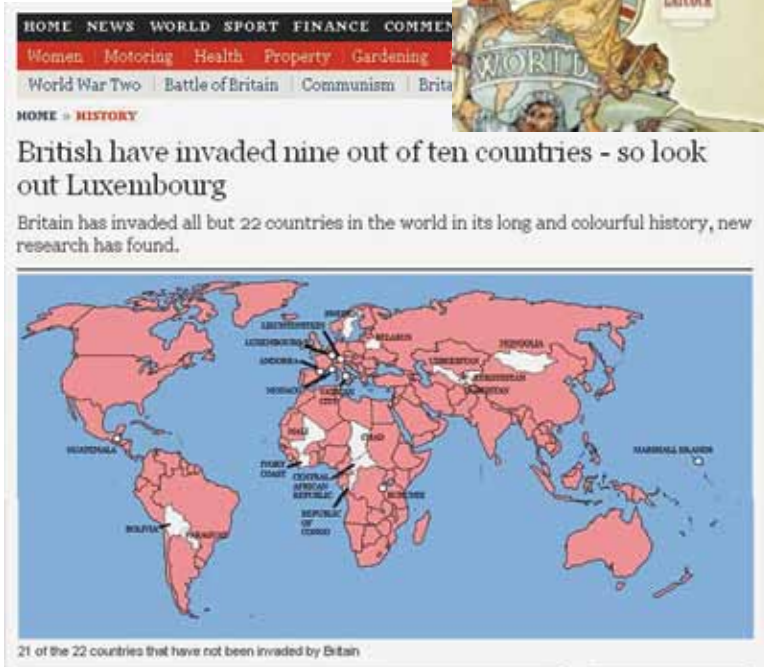 HOME NEWS WORLD SPORT FINANCE COMMEN
Women Motoring Health Property Gardening
World War Two Battle of Britain Communism Brita
LAYCOCK
WORLD
HOME » HISTORY
British have invaded nine out of ten countries - so look
out Luxembourg
Britain has invaded all but 22 countries in the world in its long and colourful history, new
research has found.
LIECHTENSTEIN
LUXEMBOURG
BELARUS
MONGOLIA
ANDORRA
UZBEKISTAN
KYRGYZSTAN
MONACO
VATICAN
CITY
GUATEMALA
MALI
CHAD
MARSHALL ISLANDS
IVORY
COAST
CENTRAL
AFRICAN
REPUBLIC
BURUNDI
REPUBLIC
OF
CONGO
BOLIVIA
PARAGUAY
21 of the 22 countries that have not been invaded by Britain